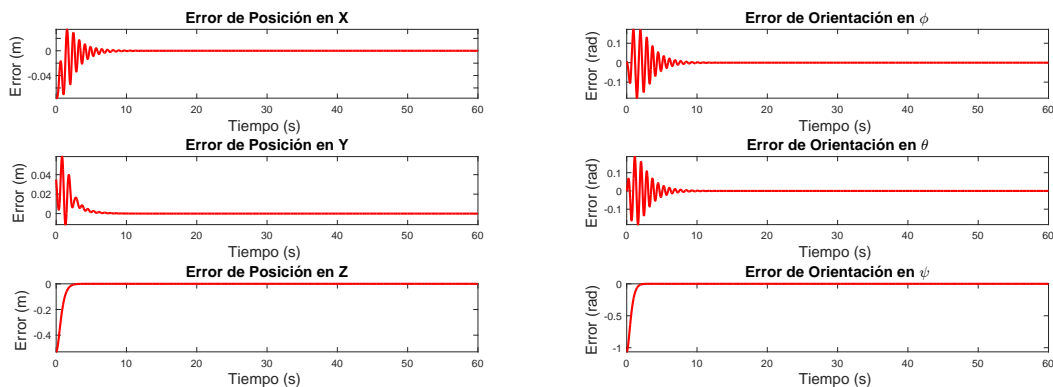 Error de Posición en X
Error (m)
0
-0.04
0 10 20 30 40 50 60
Tiempo (s)
Error de Posición en Y
Error (m)
0.04
0.02
0
0 10 20 30 40 50 60
Tiempo (s)
Error de Posición en Z
Error (m)
0
-0.2
-0.4
0 10 20 30 40 50 60
Tiempo (s)
Error de Orientación en ϕ
Error (rad)
0.1
0
-0.1
0 10 20 30 40 50 60
Tiempo (s)
Error de Orientación en θ
Error (rad)
0.1
0
-0.1
0 10 20 30 40 50 60
Tiempo (s)
Error de Orientación en ψ
Error (rad)
0
-0.5
-1
0 10 20 30 40 50 60
Tiempo (s)